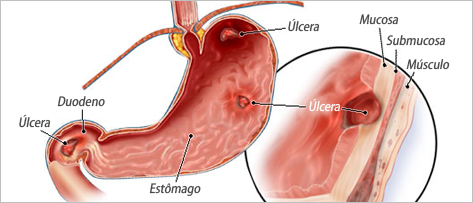 Úlcera
Mucosa
Submucosa
Músculo
Duodeno
Úlcera
Úlcera
Estômago